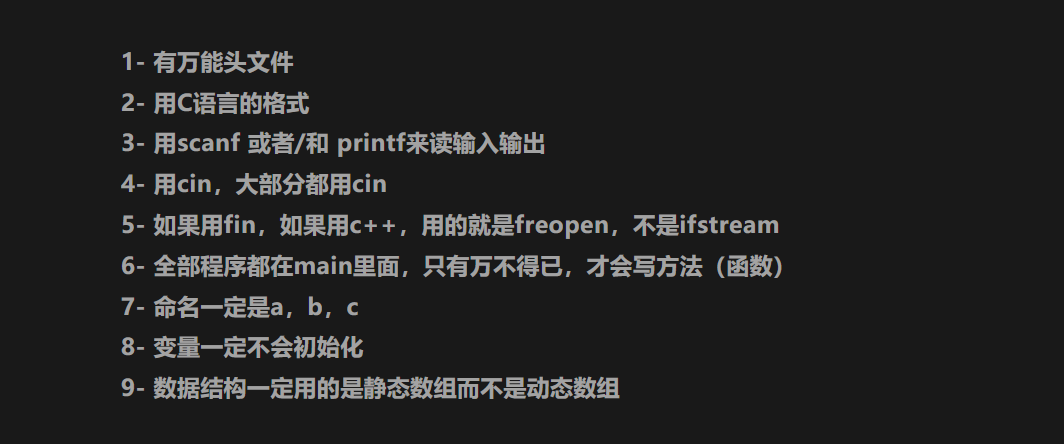 1- 有万能头文件
2- 用C语言的格式
3- 用scanf 或者/和 printf来读输入输出
4- 用cin，大部分都用cin
5- 如果用fin，如果用c++，用的就是freopen，不是ifstream
6- 全部程序都在main里面，只有万不得已，才会写方法（函数）
7- 命名一定是a，b，c
8- 变量一定不会初始化
9- 数据结构一定用的是静态数组而不是动态数组